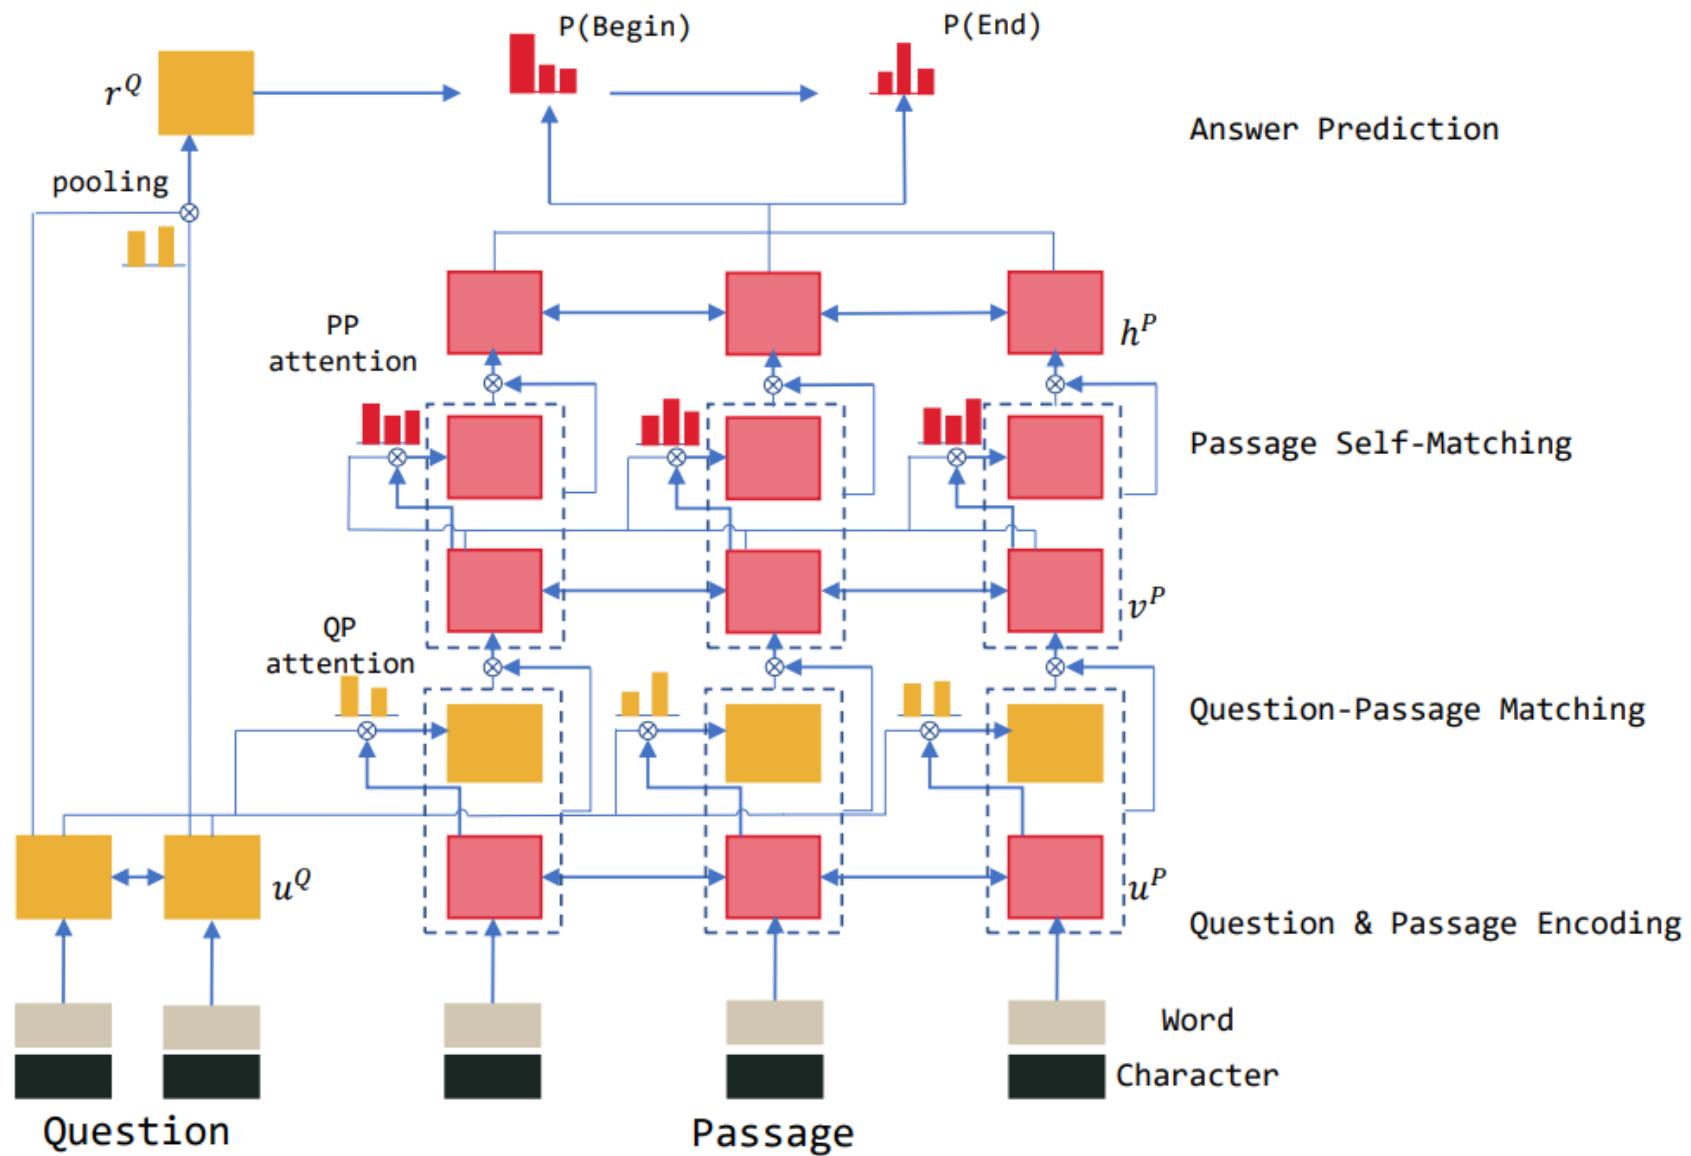 P(Begin)
P(End)
r^Q
Answer Prediction
pooling
PP
attention
h^P
Passage Self-Matching
v^P
QP
attention
Question-Passage Matching
u^Q
u^P
Question & Passage Encoding
Word
Character
Question
Passage